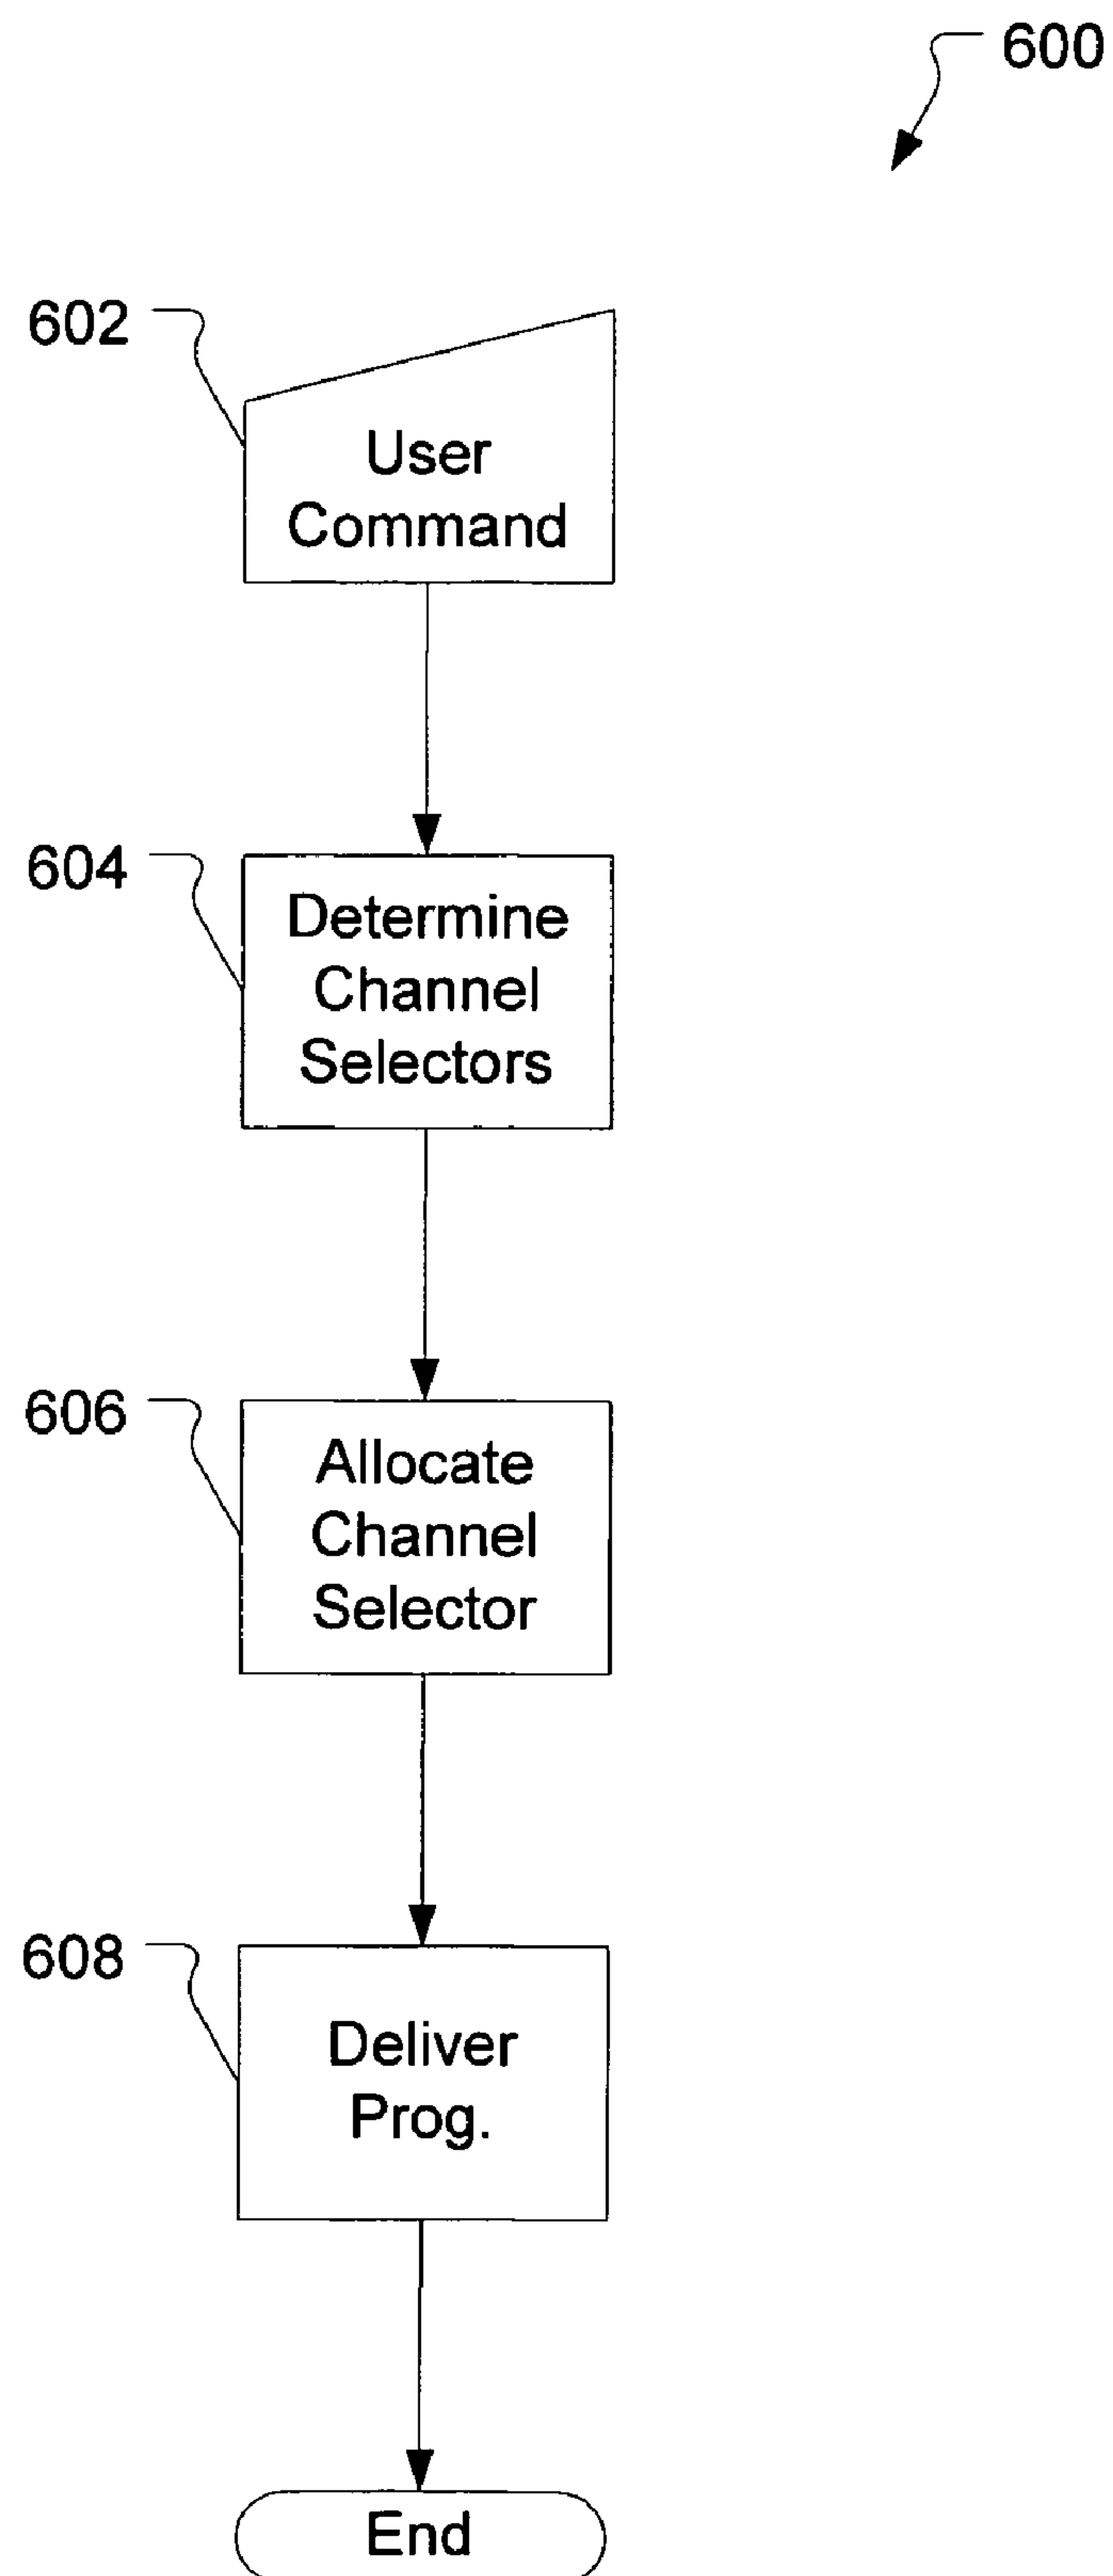 600
602
User
Command
604
Determine
Channel
Selectors
606
Allocate
Channel
Selector
608
Deliver
Prog.
End